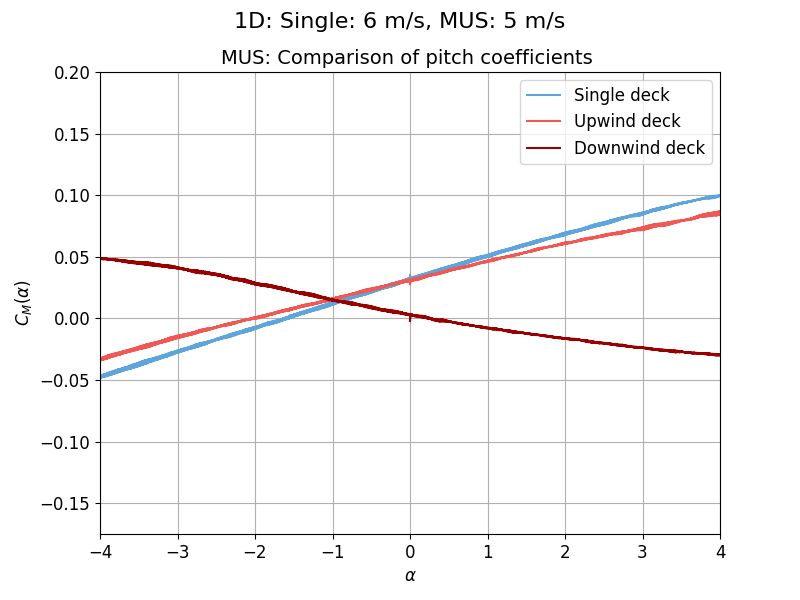 1D: Single: 6 m/s, MUS: 5 m/s
MUS: Comparison of pitch coefficients
Single deck
Upwind deck
Downwind deck
0.20
0.15
0.10
0.05
0.00
−0.05
−0.10
−0.15
C_M(α)
−4 −3 −2 −1 0 1 2 3 4
α